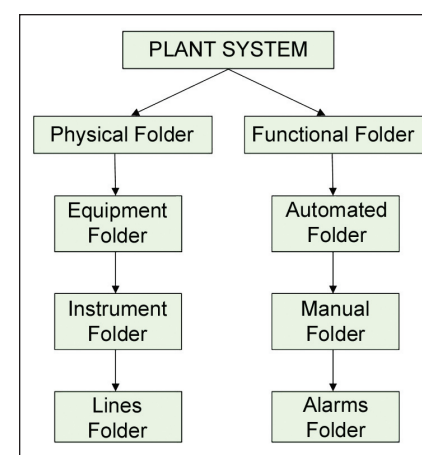 PLANT SYSTEM
Physical Folder
Functional Folder
Equipment
Folder
Automated
Folder
Instrument
Folder
Manual
Folder
Lines
Folder
Alarms
Folder